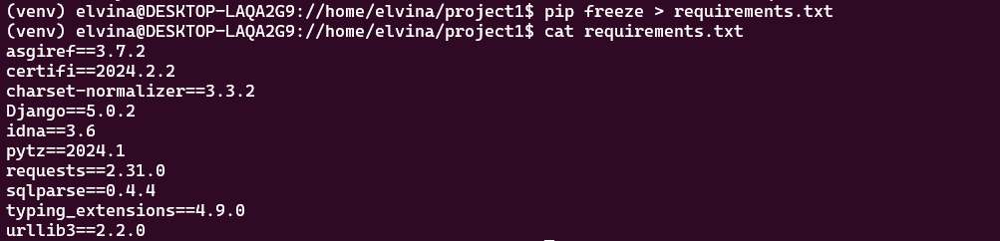 (venv) elvina@DESKTOP-LAQA2G9://home/elvina/project1$ pip freeze > requirements.txt
(venv) elvina@DESKTOP-LAQA2G9://home/elvina/project1$ cat requirements.txt
asgiref==3.7.2
certifi==2024.2.2
charset-normalizer==3.3.2
Django==5.0.2
idna==3.6
pytz==2024.1
requests==2.31.0
sqlparse==0.4.4
typing_extensions==4.9.0
urllib3==2.2.0